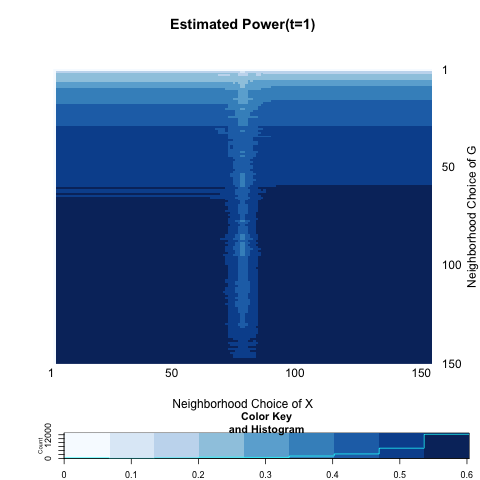 Estimated Power(t=1)
1
50
100
150
Neighborhood Choice of G
1
50
100
150
Neighborhood Choice of X
Color Key
and Histogram
Count
0
12000
0
0.1
0.2
0.3
0.4
0.5
0.6